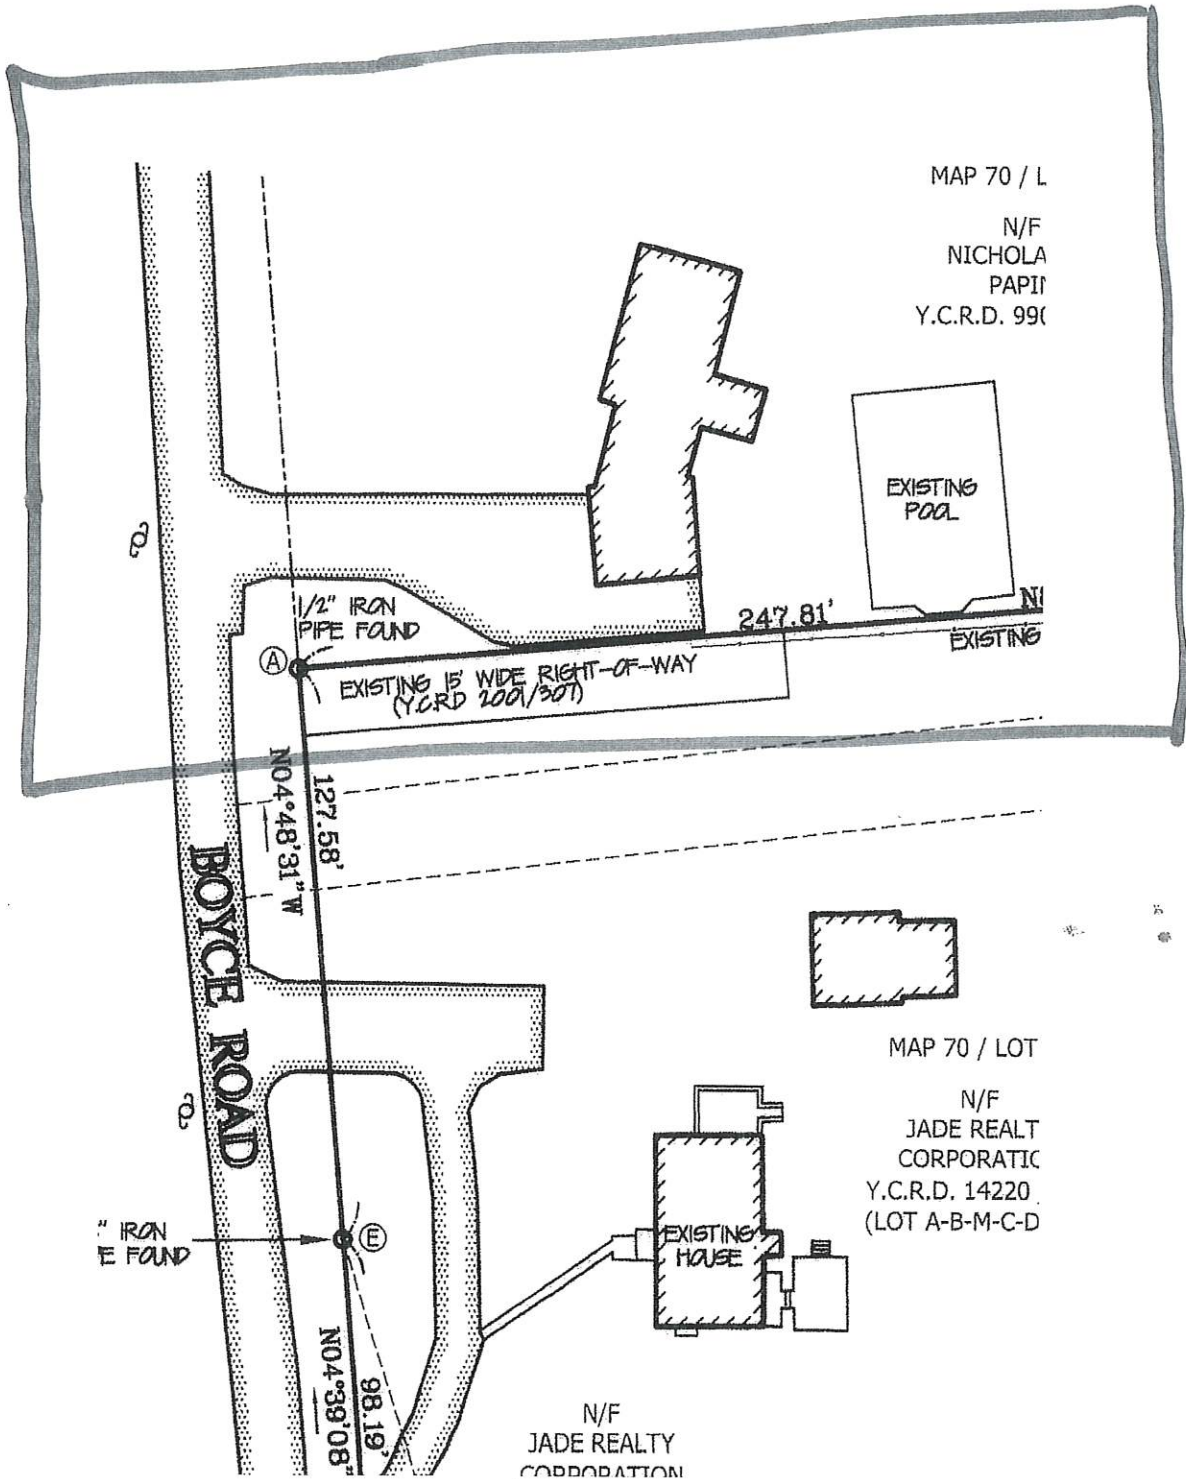 MAP 70 / L
N/F
NICHOLA
PAPI
Y.C.R.D. 99
EXISTING
POOL
1/2" IRON
PIPE FOUND
247.81'
EXISTING
A
EXISTING 15' WIDE RIGHT-OF-WAY
(Y.C.R.D 2001/307)
127.58'
N04°48'31"W
BOYCE ROAD
MAP 70 / LOT
N/F
JADE REALT
CORPORATIC
Y.C.R.D. 14220
(LOT A-B-M-C-D
" IRON
E FOUND
E
EXISTING
HOUSE
98.19'
N04°39'08"
N/F
JADE REALTY
CORPORATION